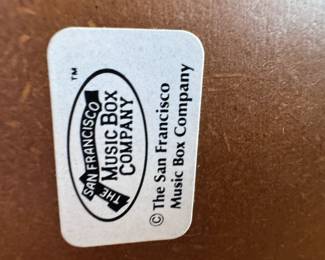 THE SAN FRANCISCO
MUSIC BOX
COMPANY
TM
© The San Francisco
Music Box Company